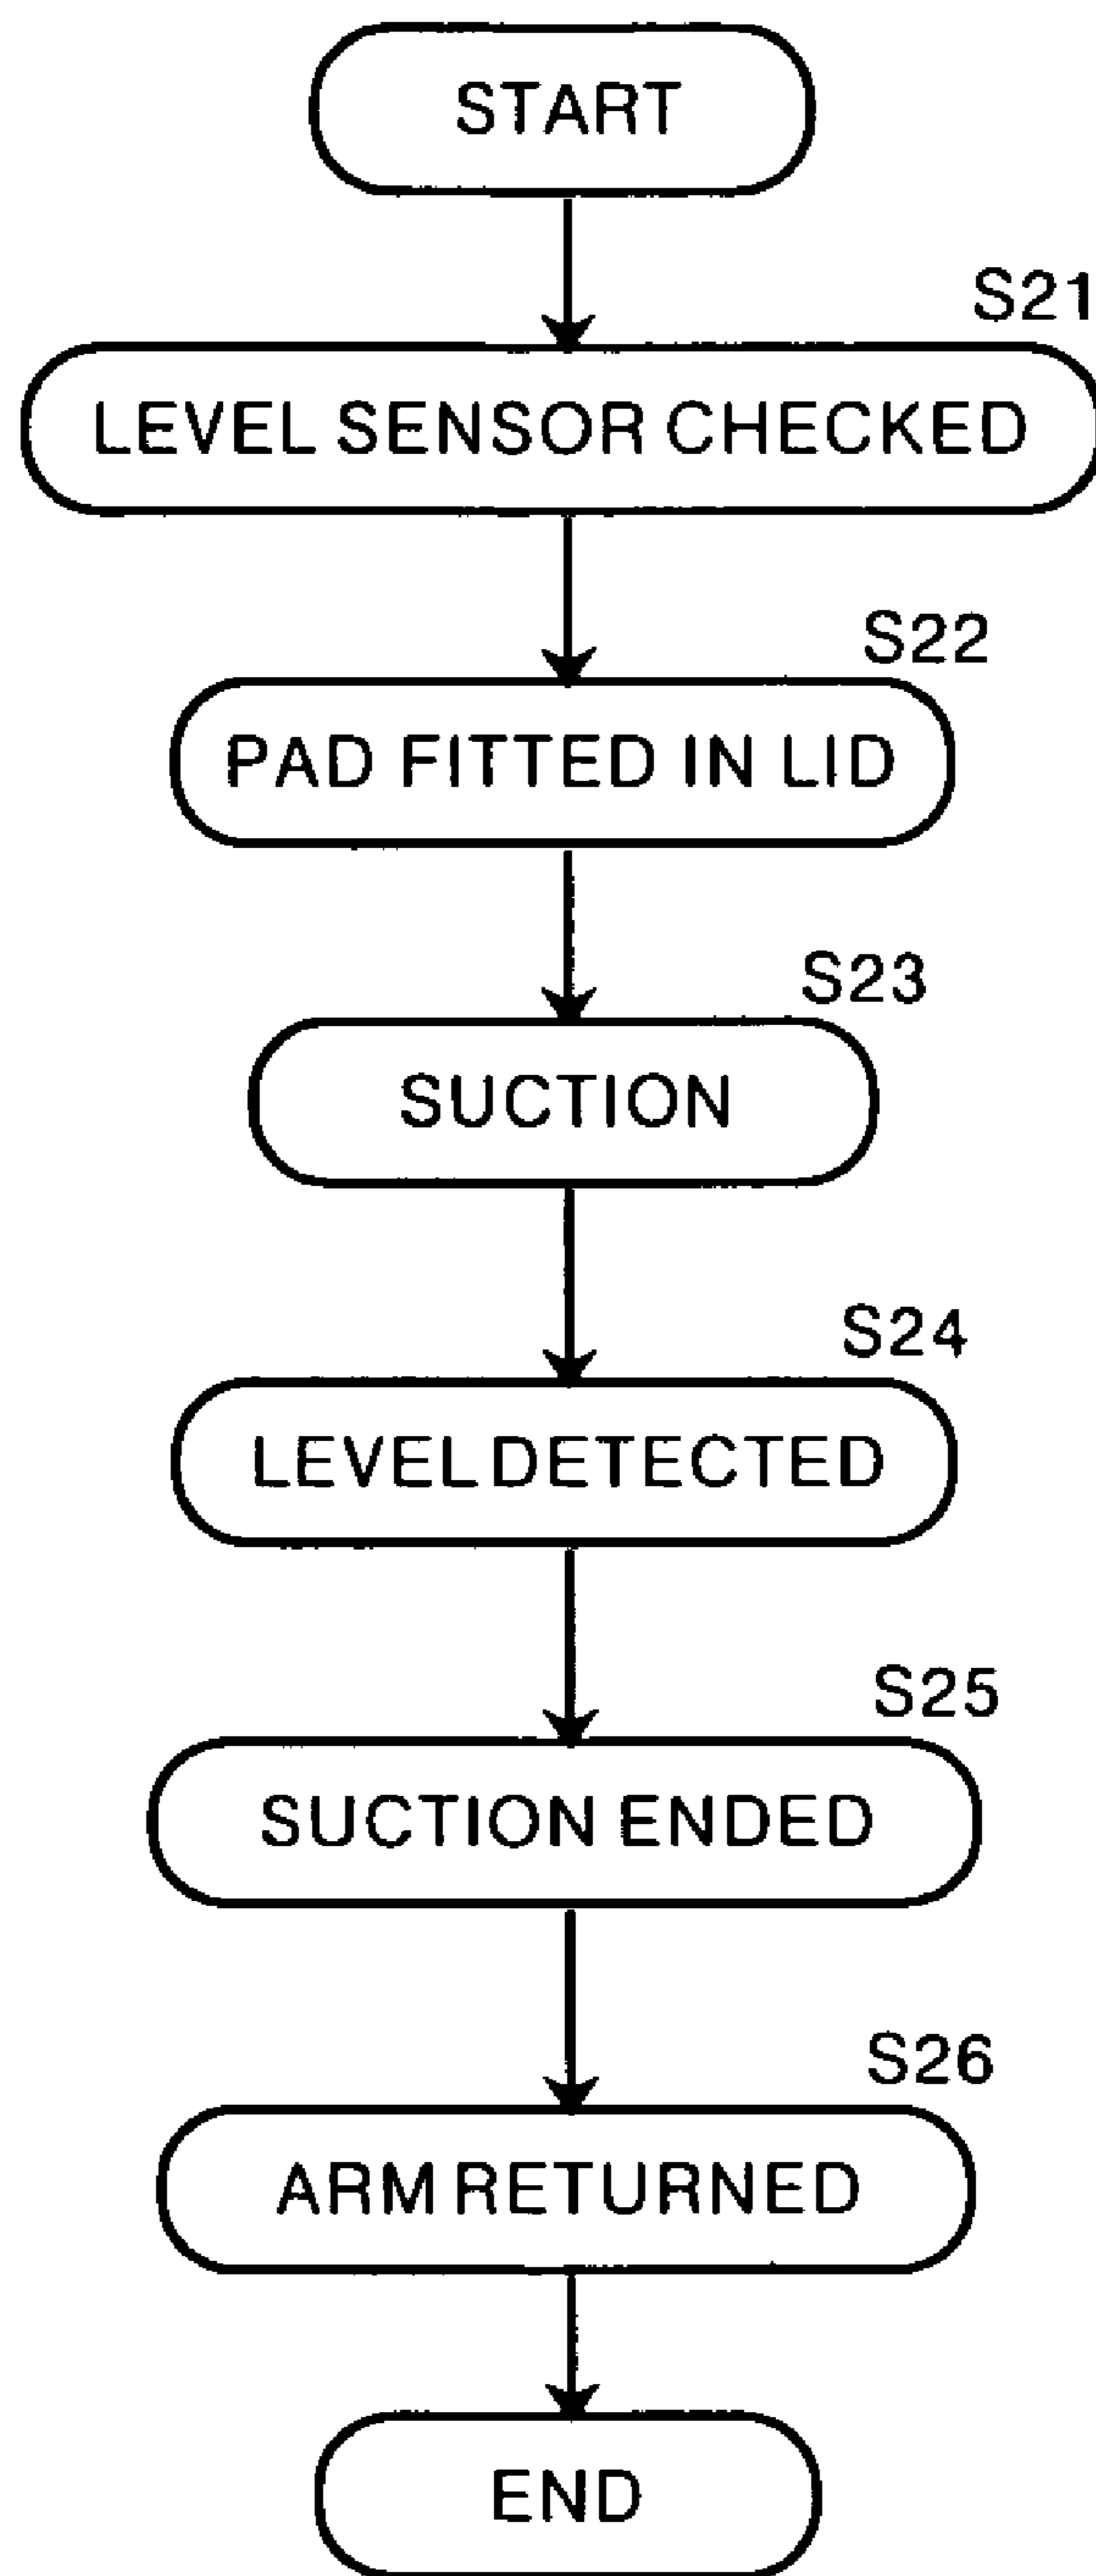 START
S21
LEVEL SENSOR CHECKED
S22
PAD FITTED IN LID
S23
SUCTION
S24
LEVEL DETECTED
S25
SUCTION ENDED
S26
ARM RETURNED
END